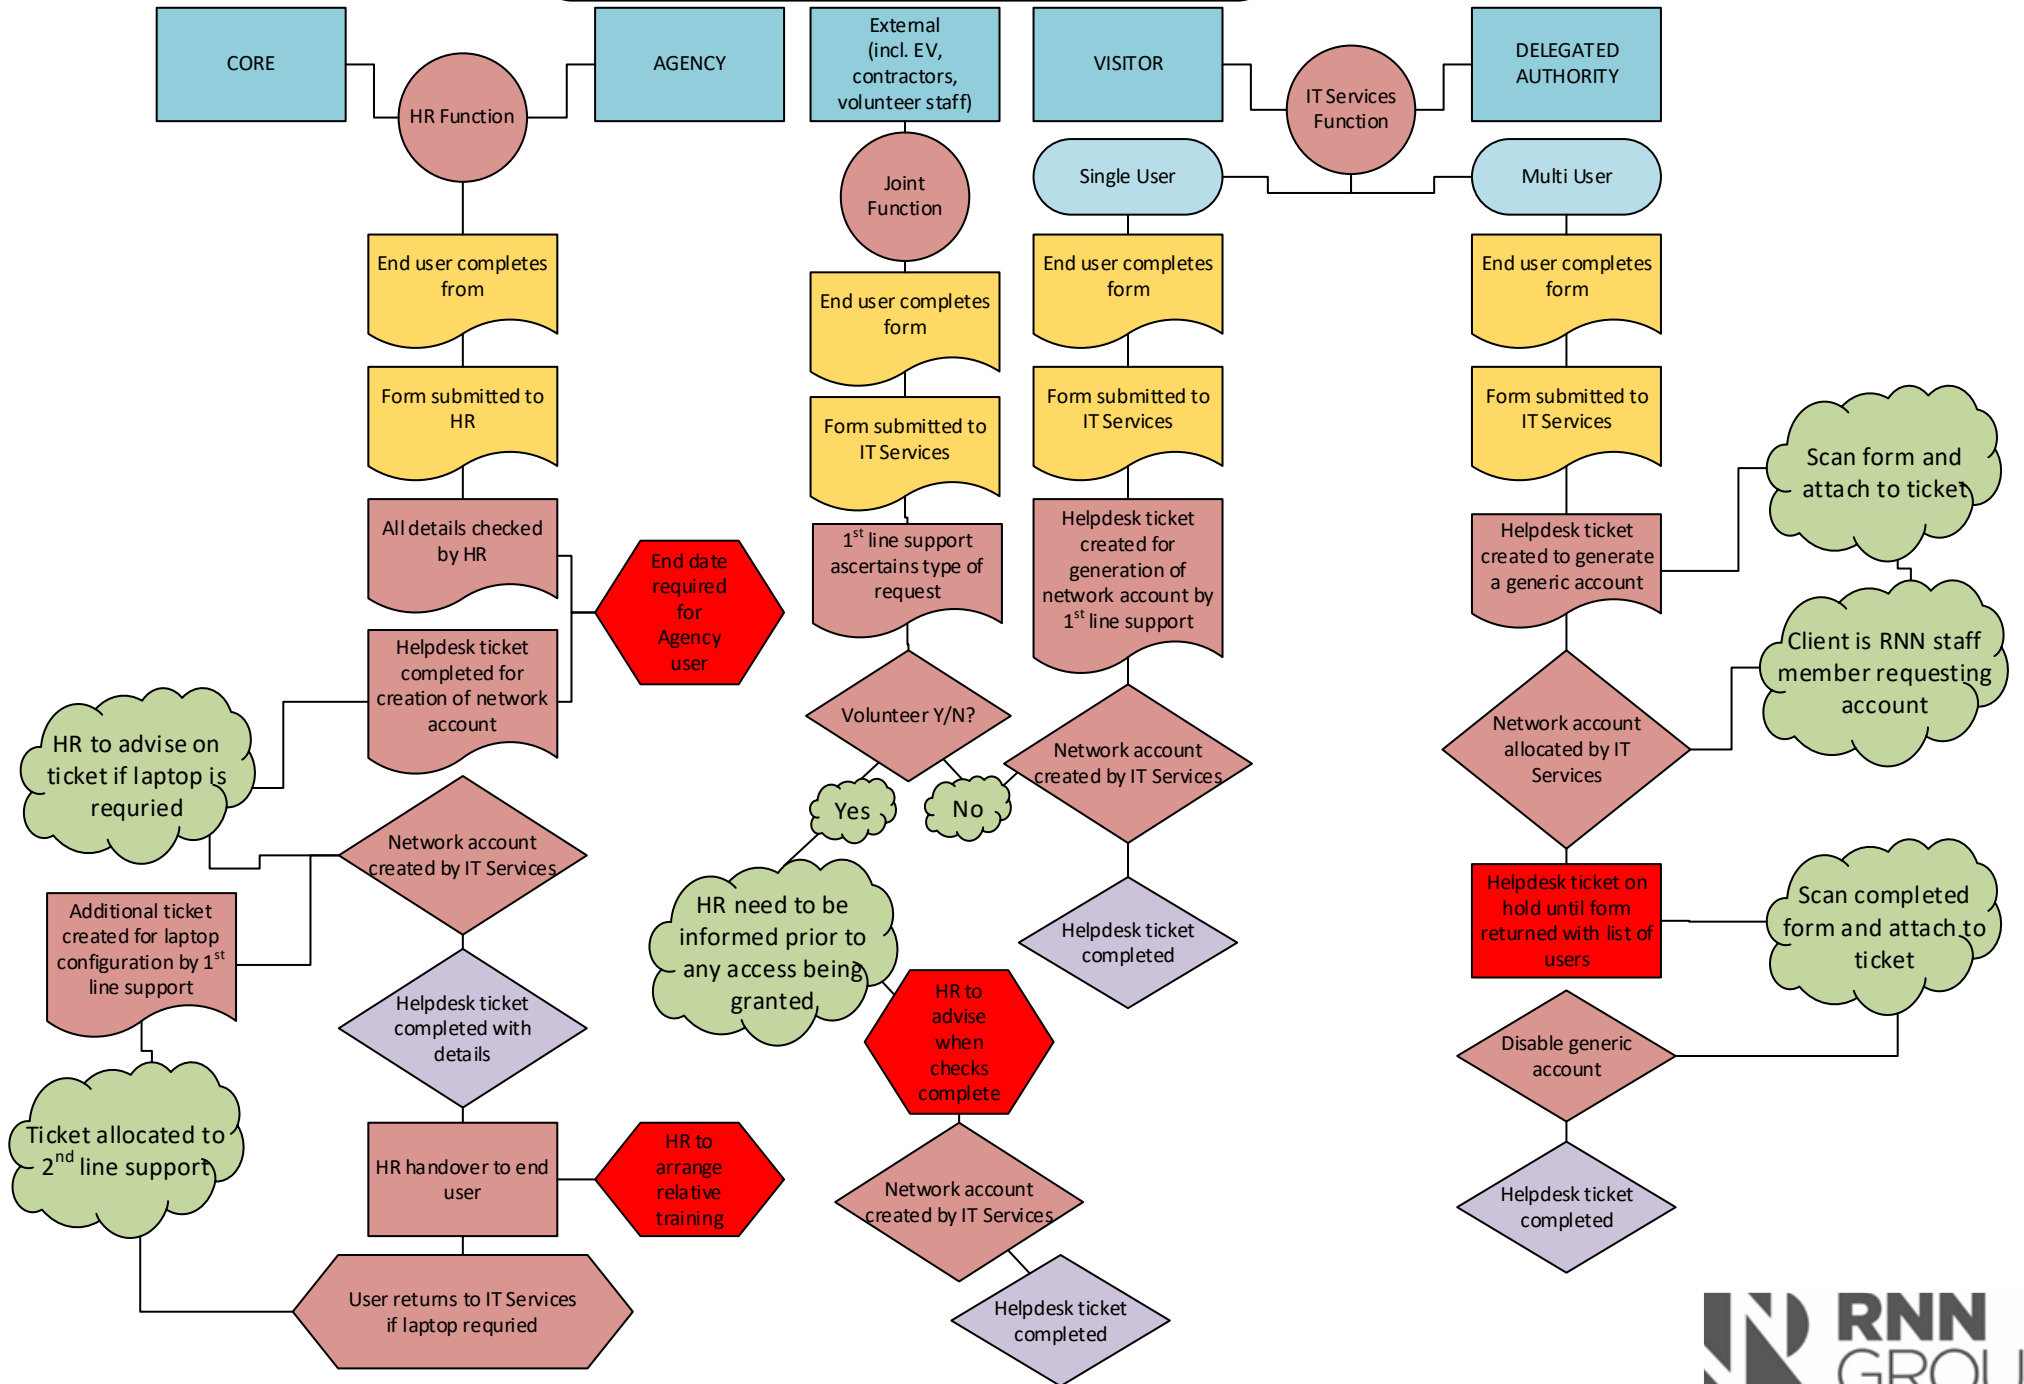 CORE
HR Function
AGENCY
External
(incl. EV,
contractors,
volunteer staff)
VISITOR
IT Services
Function
DELEGATED
AUTHORITY
Joint
Function
Single User
Multi User
End user completes
from
Form submitted to
HR
All details checked
by HR
End date
required
for
Agency
user
Helpdesk ticket
completed for
creation of network
account
HR to advise on
ticket if laptop is
requried
Network account
created by IT Services
Additional ticket
created for laptop
configuration by 1st
line support
Helpdesk ticket
completed with
details
Ticket allocated to
2nd line support
HR handover to end
user
HR to
arrange
relative
training
User returns to IT Services
if laptop requried
End user completes
form
Form submitted to
IT Services
1st line support
ascertains type of
request
Volunteer Y/N?
Yes
No
HR need to be
informed prior to
any access being
granted
HR to
advise
when
checks
complete
Network account
created by IT Services
Helpdesk ticket
completed
End user completes
form
Form submitted to
IT Services
Helpdesk ticket
created for
generation of
network account by
1st line support
Network account
created by IT Services
Helpdesk ticket
completed
End user completes
form
Form submitted to
IT Services
Scan form and
attach to ticket
Helpdesk ticket
created to generate
a generic account
Client is RNN staff
member requesting
account
Network account
allocated by IT
Services
Helpdesk ticket on
hold until form
returned with list of
users
Scan completed
form and attach to
ticket
Disable generic
account
Helpdesk ticket
completed
RNN
GROU